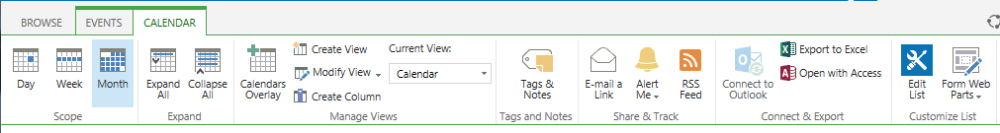 BROWSE EVENTS CALENDAR
Day Week Month
Scope
Expand All Collapse All
Expand
Calendars Overlay
Create View
Modify View
Create Column
Current View:
Calendar
Manage Views
Tags & Notes
Tags and Notes
E-mail a Link Alert Me RSS Feed
Share & Track
Connect to Outlook
Export to Excel
Open with Access
Connect & Export
Edit List Form Web Parts
Customize List